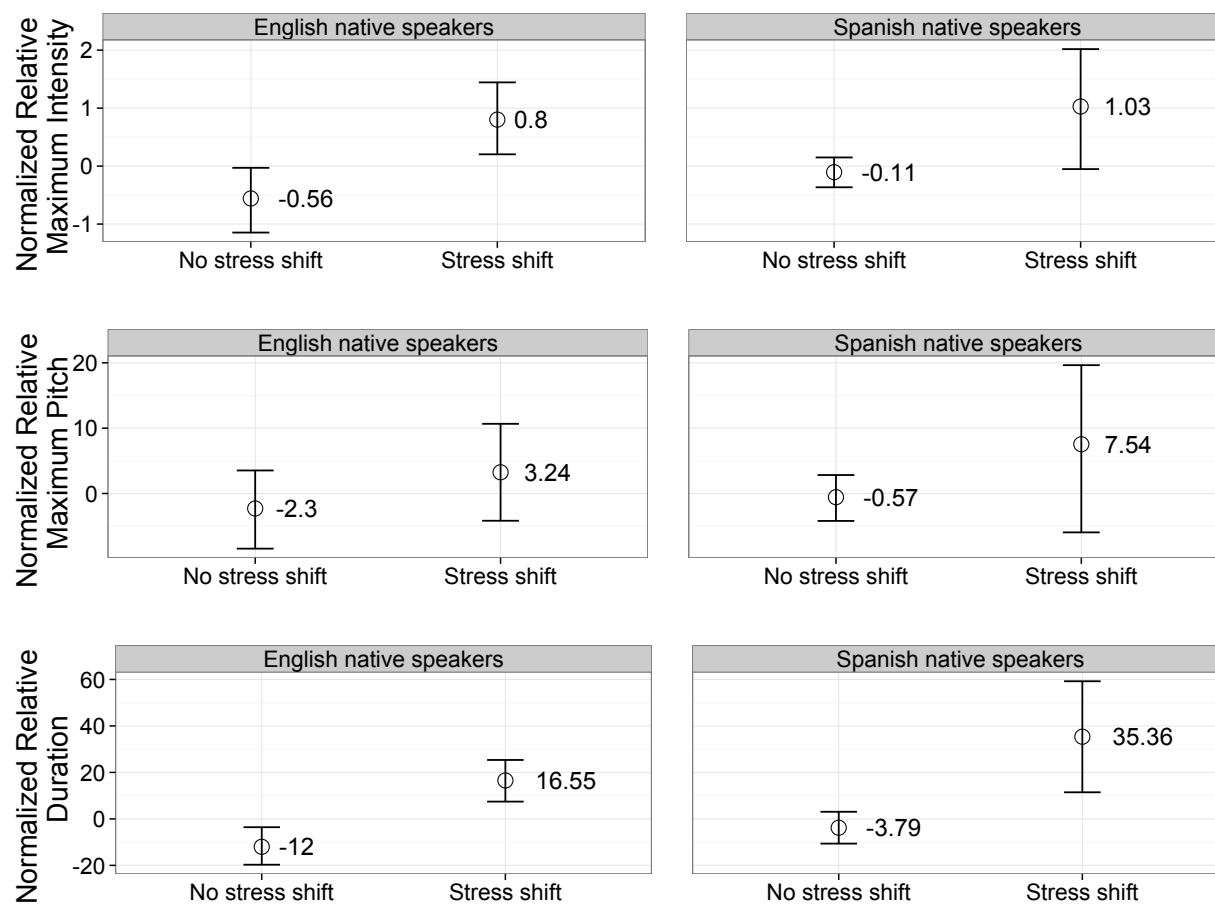 English native speakers
Spanish native speakers
Normalized Relative
Maximum Intensity
2
1
0
-1
-0.56
0.8
-0.11
1.03
No stress shift
Stress shift
No stress shift
Stress shift
English native speakers
Spanish native speakers
Normalized Relative
Maximum Pitch
20
10
0
-2.3
3.24
-0.57
7.54
No stress shift
Stress shift
No stress shift
Stress shift
English native speakers
Spanish native speakers
Normalized Relative
Duration
60
40
20
0
-20
-12
16.55
-3.79
35.36
No stress shift
Stress shift
No stress shift
Stress shift